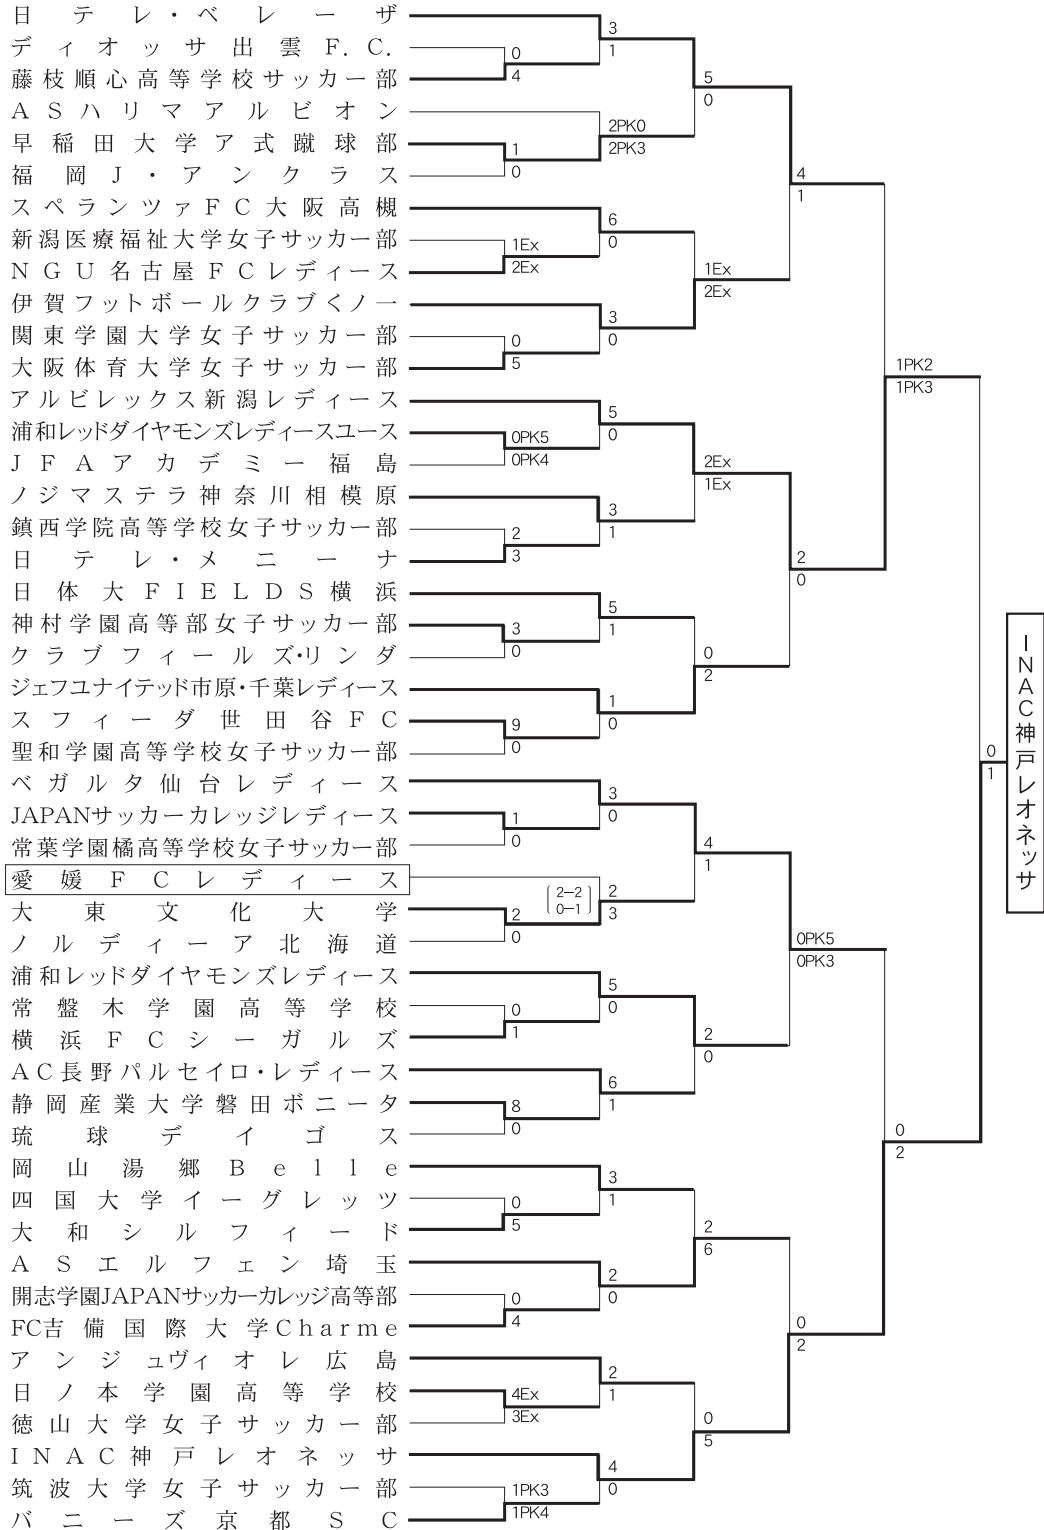 日テレ・ベレーザ
ディオッサ出雲F.C.
藤枝順心高等学校サッカー部
ASハリマアルビオン
早稲田大学ア式蹴球部
福岡J・アンクラス
スペランツァFC大阪高槻
新潟医療福祉大学女子サッカー部
NGU名古屋FCレディース
伊賀フットボールクラブくノ一
関東学園大学女子サッカー部
大阪体育大学女子サッカー部
アルビレックス新潟レディース
浦和レッドダイヤモンズレディースユース
JFAアカデミー福島
ノジマステラ神奈川相模原
鎮西学院高等学校女子サッカー部
日テレ・メニーナ
日体大FIELDS横浜
神村学園高等部女子サッカー部
クラブフィールズ・リンダ
ジェフユナイテッド市原・千葉レディース
スフィーダ世田谷FC
聖和学園高等学校女子サッカー部
ベガルタ仙台レディース
JAPANサッカーカレッジレディース
常葉学園橘高等学校女子サッカー部
愛媛FCレディース
大東文化大学
ノルディーア北海道
浦和レッドダイヤモンズレディース
常盤木学園高等学校
横浜FCシーガルズ
AC長野パルセイロ・レディース
静岡産業大学磐田ボニータ
琉球デイゴス
岡山湯郷Belle
四国大学イーグレッツ
大和シルフィード
ASエルフェン埼玉
開志学園JAPANサッカーカレッジ高等部
FC吉備国際大学Charme
アンジュヴィオレ広島
日ノ本学園高等学校
徳山大学女子サッカー部
INAC神戸レオネッサ
筑波大学女子サッカー部
バニーズ京都SC
0
4
1
0
1Ex
2Ex
0
5
0PK5
0PK4
2
3
3
0
9
0
1
0
2
0
0
1
8
0
0
5
0
4
4Ex
3Ex
1PK3
1PK4
3
1
2PK0
2PK3
6
0
3
0
5
0
3
1
5
1
1
0
3
0
2–2
0–1
2
3
5
0
6
1
3
1
2
0
2
1
4
0
5
0
1Ex
2Ex
2Ex
1Ex
0
2
4
1
2
0
2
6
0
5
4
1
2
0
0PK5
0PK3
0
2
1PK2
1PK3
0
2
0
1
INAC神戸レオネッサ